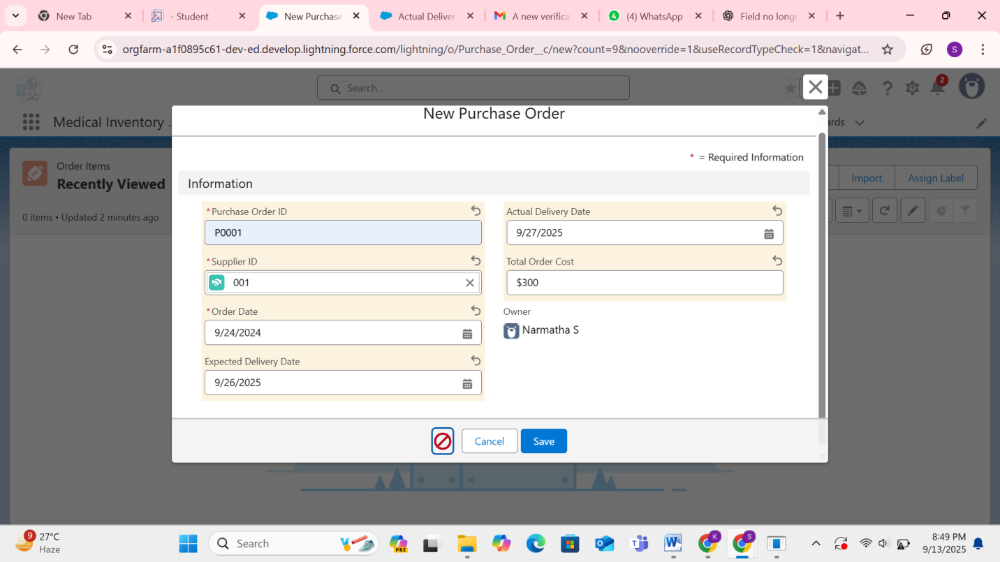 New Tab
- Student
New Purchase
Actual Deliver
A new verifica
(4) WhatsApp
Field no longe
orgfarm-a1f0895c61-dev-ed.develop.lightning.force.com/lightning/o/Purchase_Order__c/new?count=9&nooverride=1&useRecordTypeCheck=1&navigat...
S
Search...
2
Medical Inventory .
ards
New Purchase Order
* = Required Information
Order Items
Recently Viewed
Import
Assign Label
0 items • Updated 2 minutes ago
Information
*Purchase Order ID
P0001
*Supplier ID
001
*Order Date
9/24/2024
Expected Delivery Date
9/26/2025
Actual Delivery Date
9/27/2025
Total Order Cost
$300
Owner
Narmatha S
Cancel
Save
9
27°C
Haze
Search
PRE
K
S
8:49 PM
9/13/2025